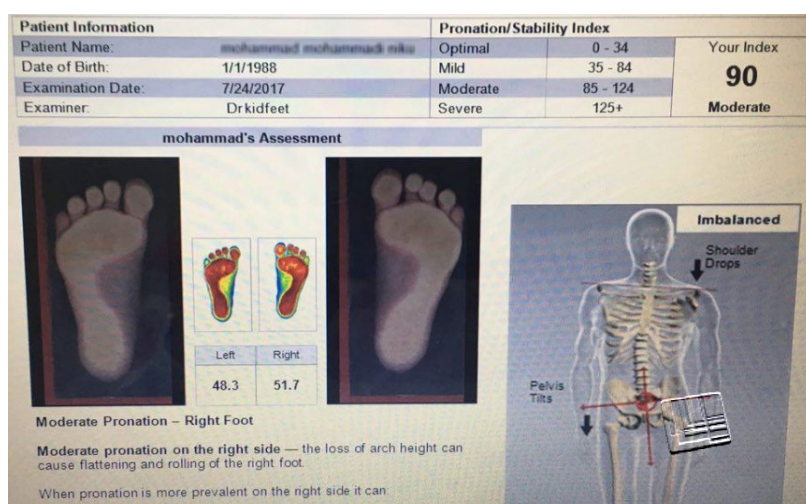 Patient Information
Patient Name:
Date of Birth: 1/1/1988
Examination Date: 7/24/2017
Examiner: Drkidfeet
Pronation/Stability Index
Optimal 0 - 34
Mild 35 - 84
Moderate 85 - 124
Severe 125+
Your Index
90
Moderate
mohammad's Assessment
Left Right
48.3 51.7
Imbalanced
Shoulder
Drops
Pelvis
Tilts
Moderate Pronation – Right Foot
Moderate pronation on the right side — the loss of arch height can
cause flattening and rolling of the right foot.
When pronation is more prevalent on the right side it can: